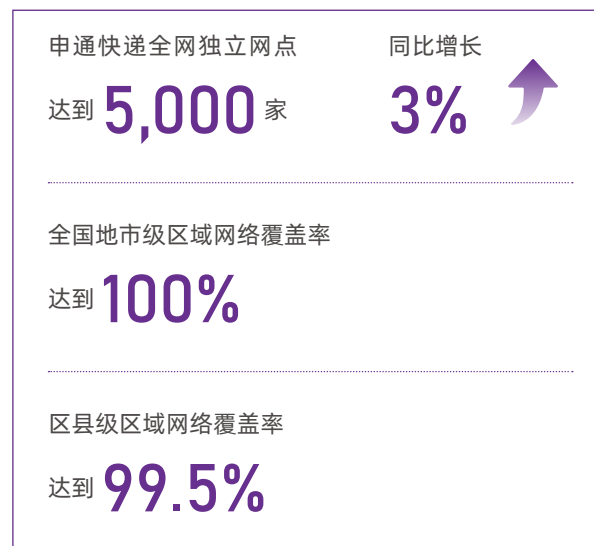 申通快递全网独立网点
达到 5,000 家
同比增长
3%
全国地市级区域网络覆盖率
达到 100%
区县级区域网络覆盖率
达到 99.5%